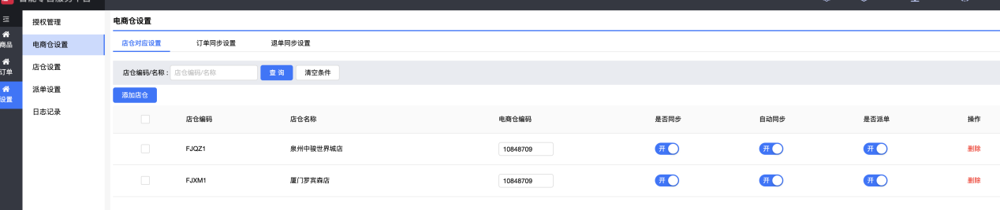 授权管理
电商仓设置
商品
电商仓设置
店仓对应设置 订单同步设置 退单同步设置
店仓设置
订单
店仓编码/名称： 店仓编码/名称 查 询 清空条件
派单设置
设置
添加店仓
日志记录
店仓编码 店仓名称 电商仓编码 是否同步 自动同步 是否派单 操作
FJQZ1 泉州中骏世界城店 10848709 开 开 开 删除
FJXM1 厦门罗宾森店 10848709 开 开 开 删除